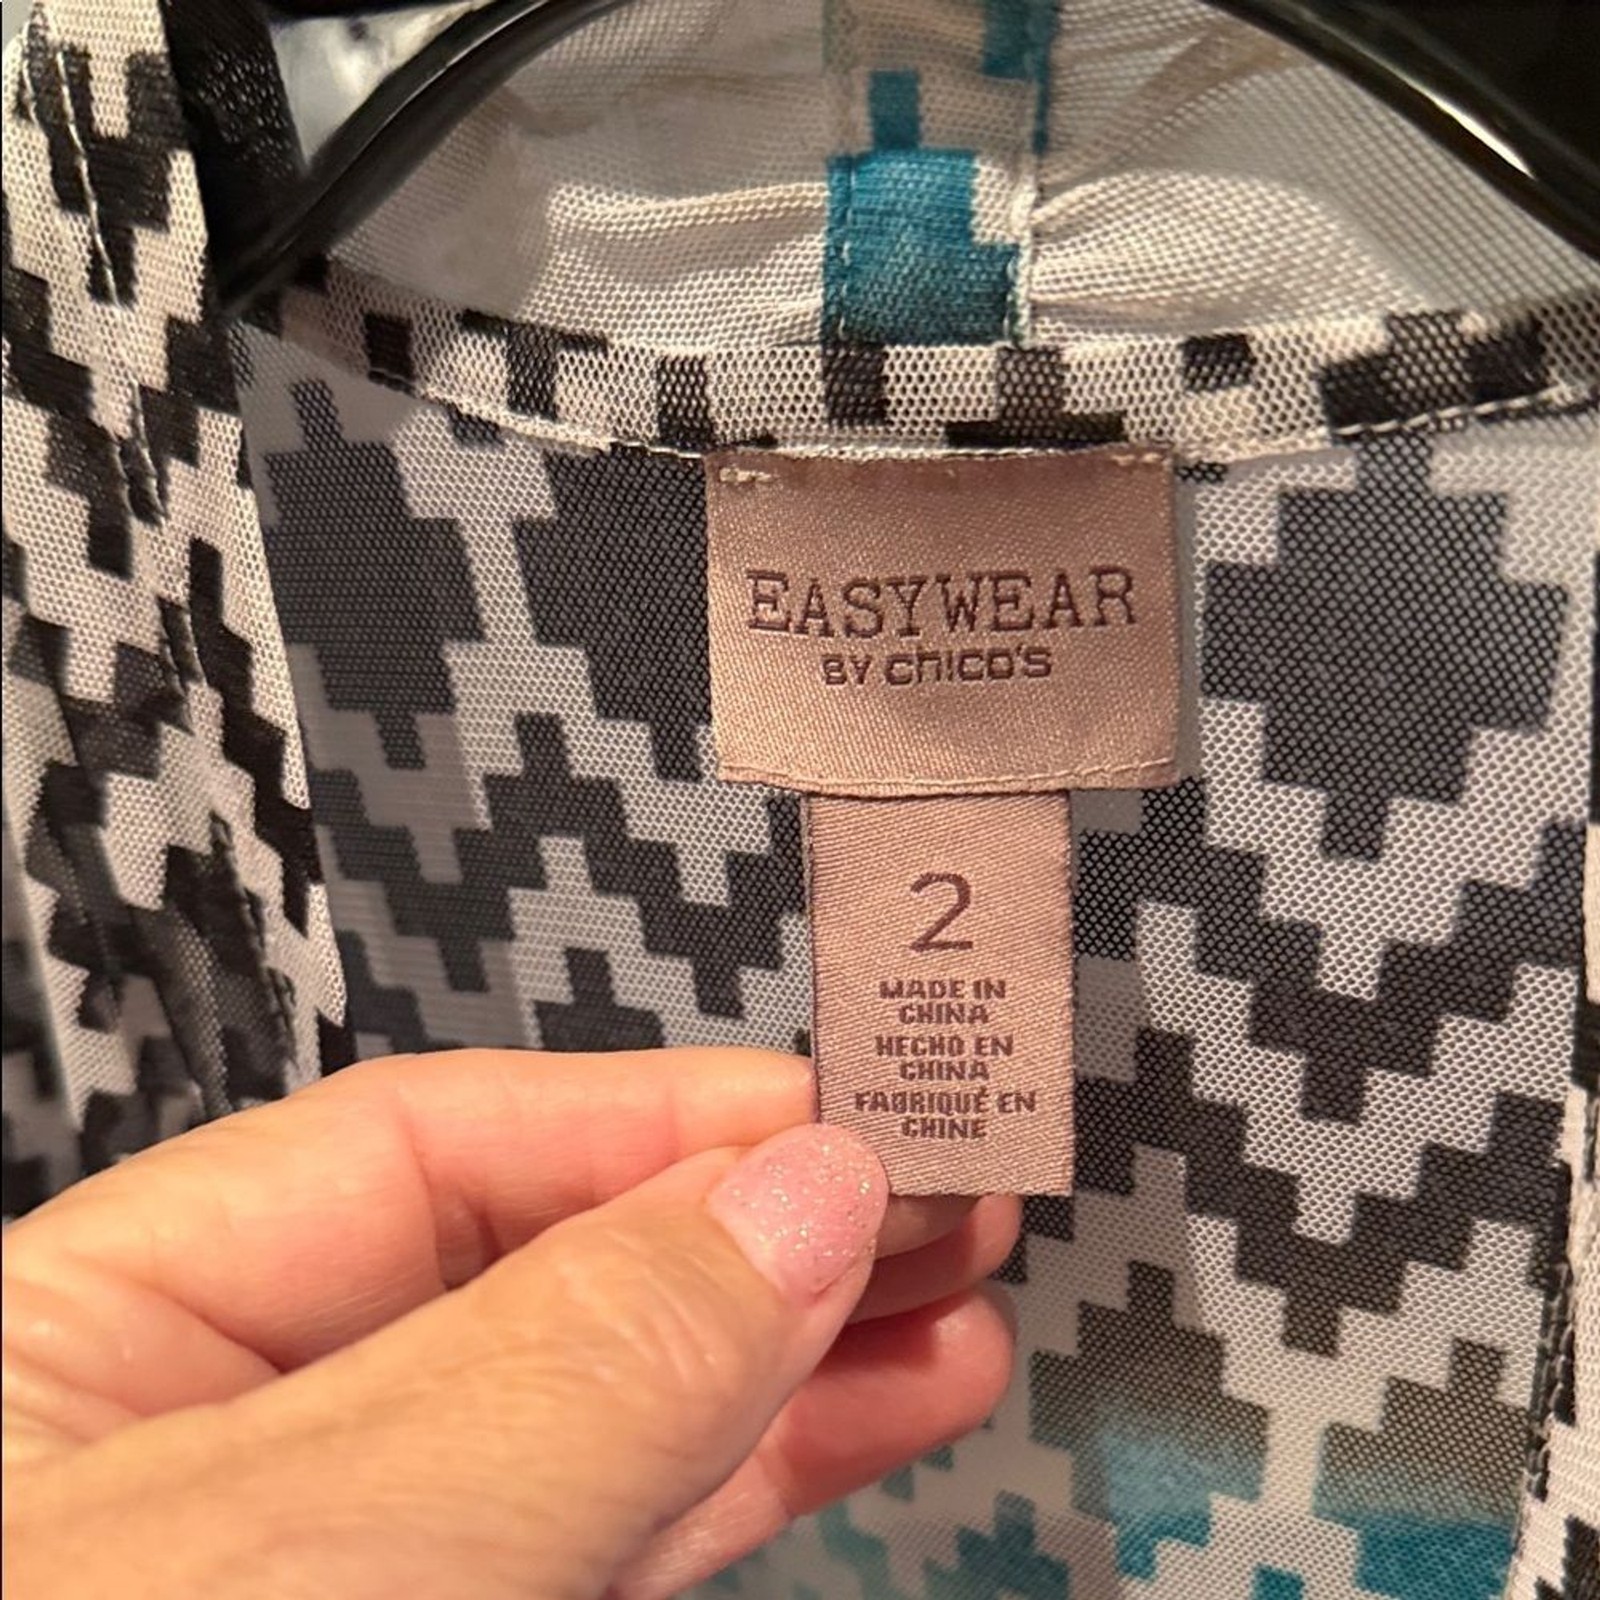 EASYWEAR
BY CHICO'S
2
MADE IN
CHINA
HECHO EN
CHINA
FABRIQUÉ EN
CHINE